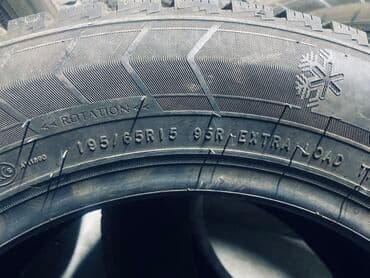 << ROTATION <<
195/65R15 95R-EXTRA LOAD